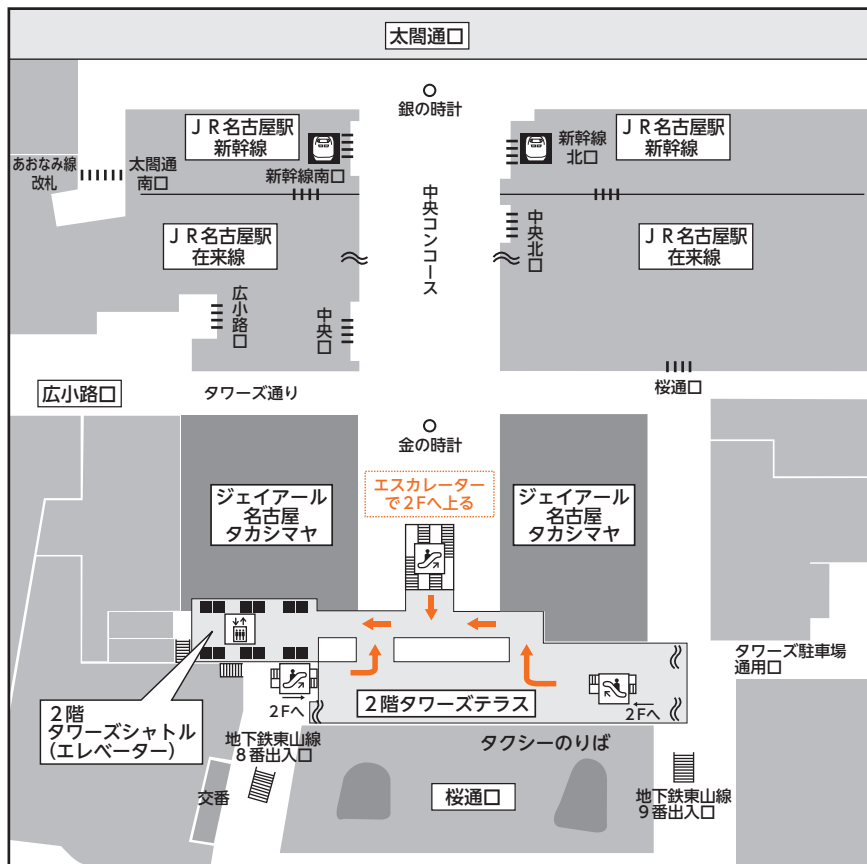 太閤通口
銀の時計
ＪＲ名古屋駅
新幹線
新幹線南口
ＪＲ名古屋駅
新幹線
新幹線
北口
あおなみ線
改札
太閤通
南口
中央コンコース
ＪＲ名古屋駅
在来線
中央北口
ＪＲ名古屋駅
在来線
広小路口
中央口
桜通口
広小路口
タワーズ通り
金の時計
エスカレーター
で２Fへ上る
ジェイアール
名古屋
タカシマヤ
ジェイアール
名古屋
タカシマヤ
タワーズ駐車場
通用口
２階
タワーズシャトル
（エレベーター）
2Fへ
２階タワーズテラス
2Fへ
地下鉄東山線
８番出入口
タクシーのりば
交番
桜通口
地下鉄東山線
９番出入口